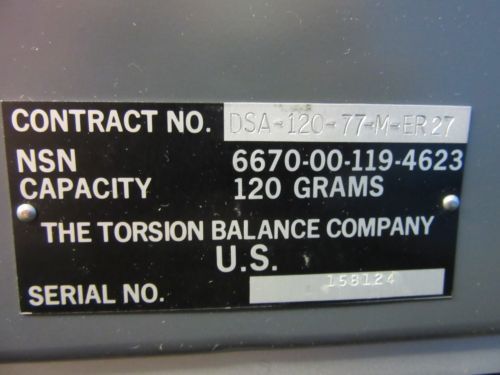 CONTRACT NO. DSA-120-77-M-ER27
NSN 6670-00-119-4623
CAPACITY 120 GRAMS
THE TORSION BALANCE COMPANY
U.S.
SERIAL NO. 158124